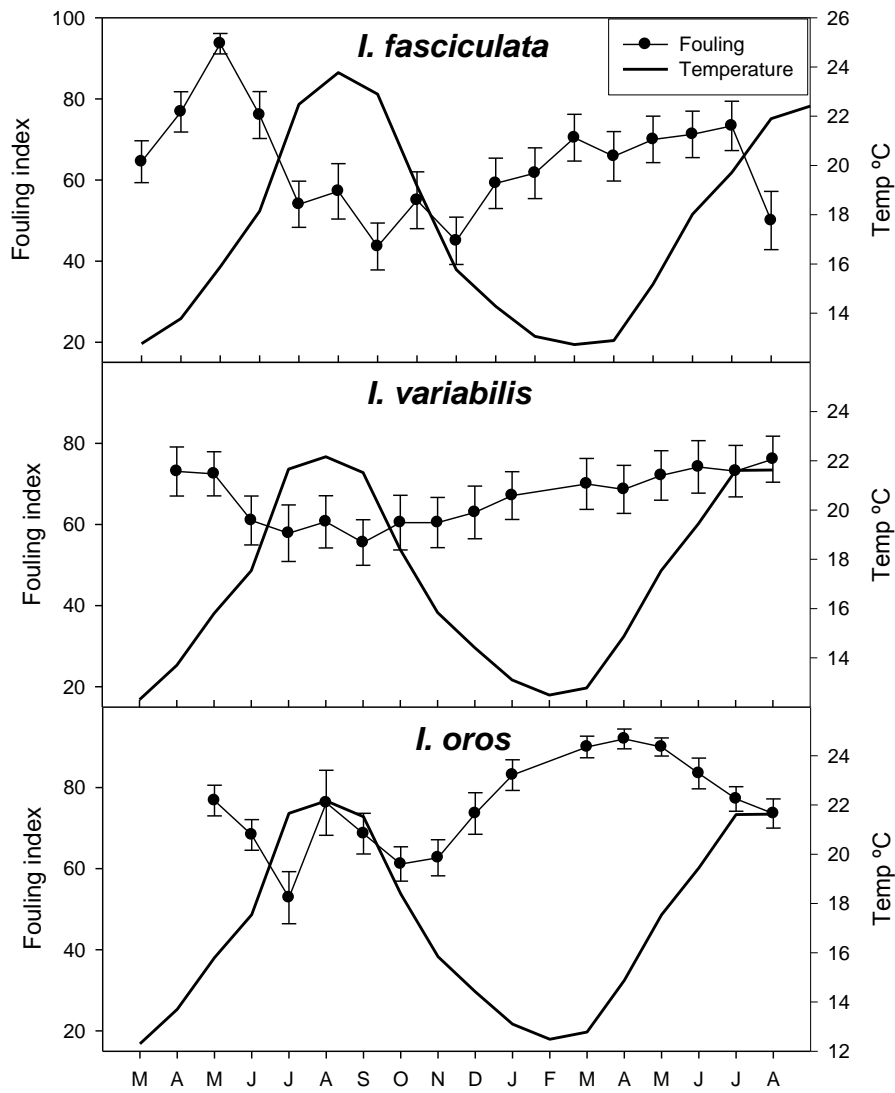 I. fasciculata
Fouling
Temperature
Fouling index
100
80
60
40
20
Temp ºC
26
24
22
20
18
16
14
I. variabilis
Fouling index
80
60
40
20
Temp ºC
24
22
20
18
16
14
I. oros
Fouling index
80
60
40
20
Temp ºC
24
22
20
18
16
14
12
M A M J J A S O N D J F M A M J J A